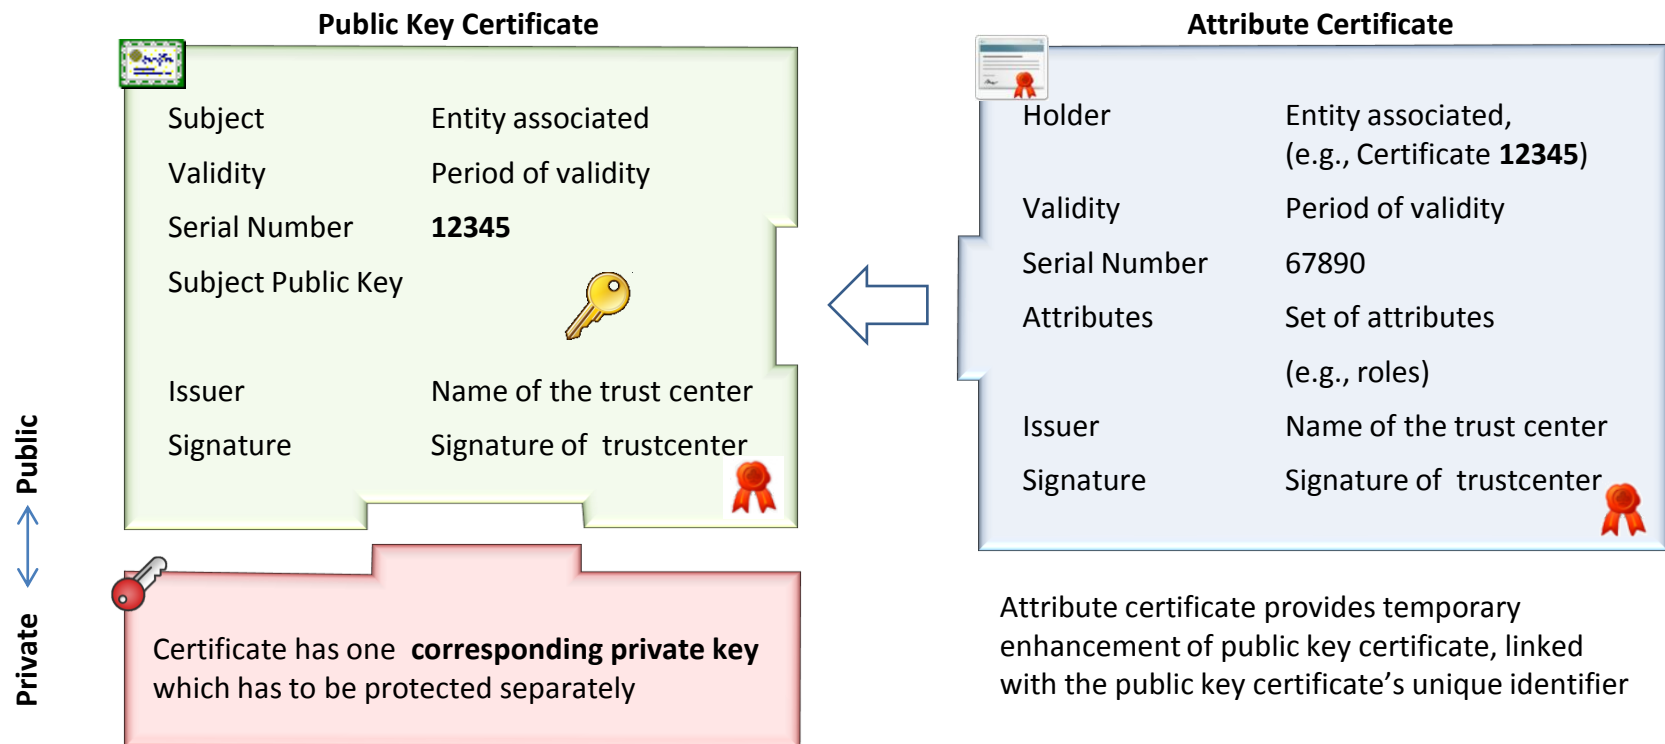 Public Key Certificate
Subject Entity associated
Validity Period of validity
Serial Number 12345
Subject Public Key
Issuer Name of the trust center
Signature Signature of trustcenter
Public
Private
Certificate has one corresponding private key
which has to be protected separately
Attribute Certificate
Holder Entity associated,
(e.g., Certificate 12345)
Validity Period of validity
Serial Number 67890
Attributes Set of attributes
(e.g., roles)
Issuer Name of the trust center
Signature Signature of trustcenter
Attribute certificate provides temporary
enhancement of public key certificate, linked
with the public key certificate’s unique identifier